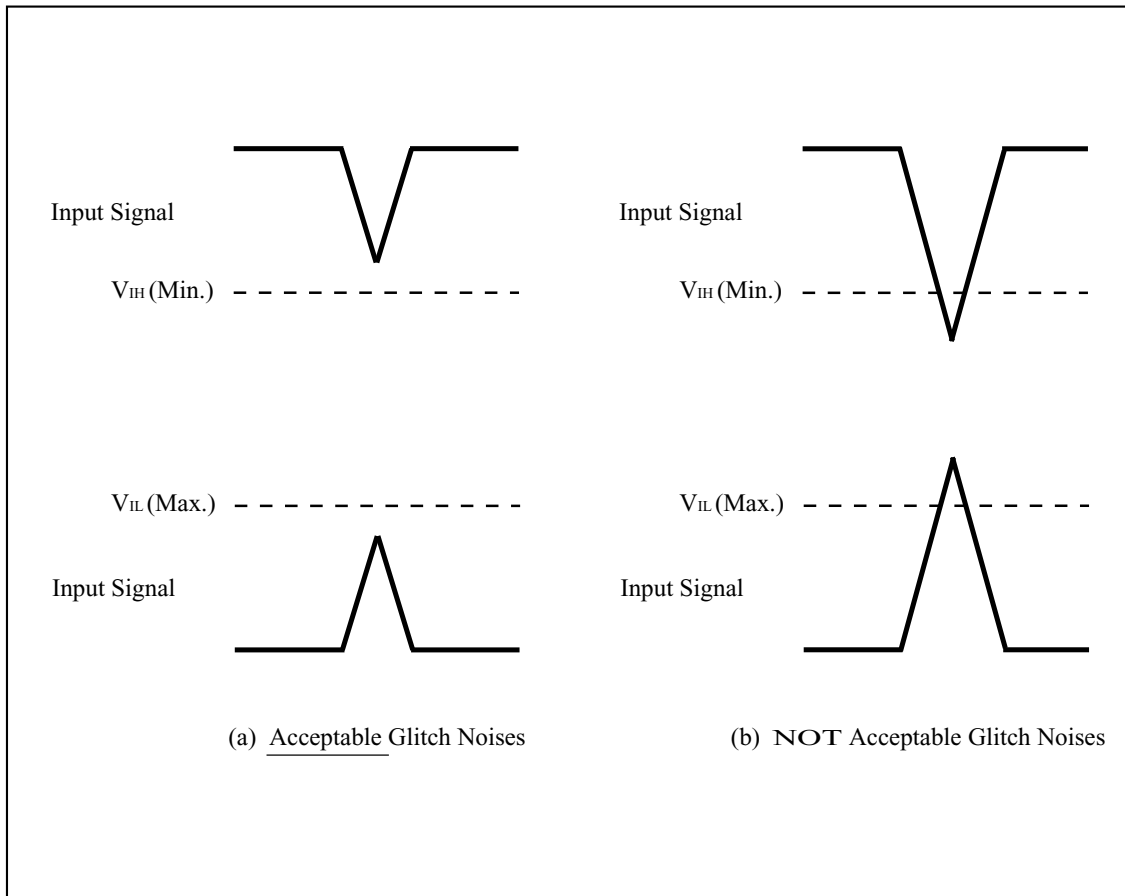 Input Signal
VIH (Min.)
VIL (Max.)
Input Signal
(a) Acceptable Glitch Noises
Input Signal
VIH (Min.)
VIL (Max.)
Input Signal
(b) NOT Acceptable Glitch Noises